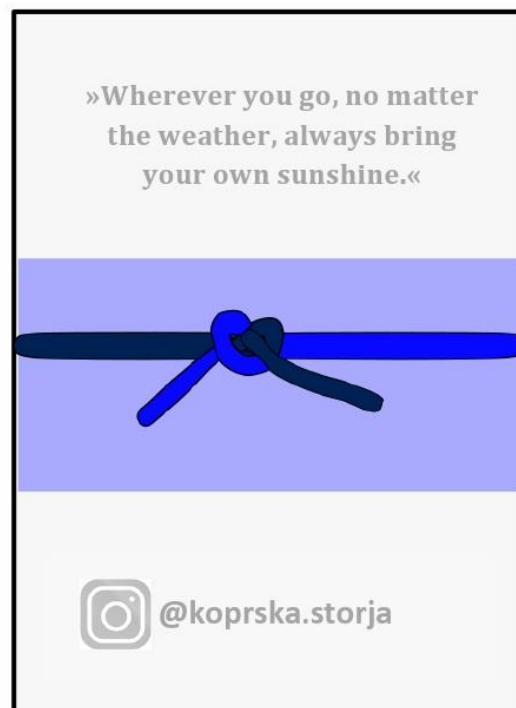 »Wherever you go, no matter
the weather, always bring
your own sunshine.«
@koprska.storja